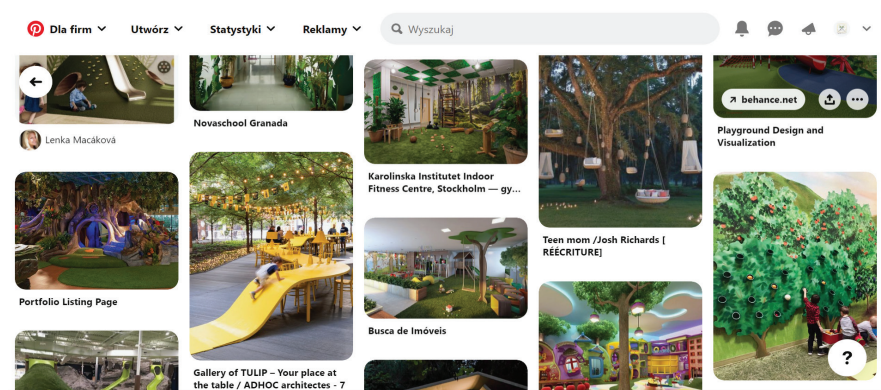 Dla firm
Utwórz
Statystyki
Reklamy
Wyszukaj
Lenka Macáková
Portfolio Listing Page
Novaschool Granada
Gallery of TULIP – Your place at
the table / ADHOC architectes - 7
Karolinska Institutet Indoor
Fitness Centre, Stockholm — gy...
Busca de Imóveis
Teen mom /Josh Richards [
RÉÉCRITURE]
behance.net
Playground Design and
Visualization
?